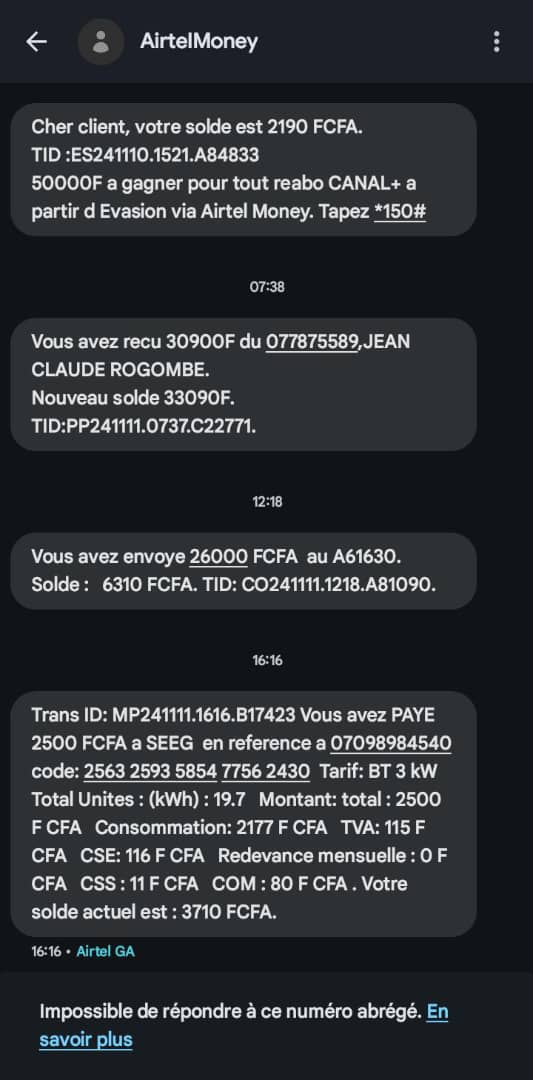 AirtelMoney
Cher client, votre solde est 2190 FCFA.
TID :ES241110.1521.A84833
50000F a gagner pour tout reabo CANAL+ a
partir d Evasion via Airtel Money. Tapez *150#
07:38
Vous avez recu 30900F du 077875589,JEAN
CLAUDE ROGOMBE.
Nouveau solde 33090F.
TID:PP241111.0737.C22771.
12:18
Vous avez envoye 26000 FCFA  au A61630.
Solde :   6310 FCFA. TID: CO241111.1218.A81090.
16:16
Trans ID: MP241111.1616.B17423 Vous avez PAYE
2500 FCFA a SEEG  en reference a 07098984540
code: 2563 2593 5854 7756 2430  Tarif: BT 3 kW
Total Unites : (kWh) : 19.7   Montant: total : 2500
F CFA   Consommation: 2177 F CFA   TVA: 115 F
CFA   CSE: 116 F CFA   Redevance mensuelle : 0 F
CFA   CSS : 11 F CFA   COM : 80 F CFA . Votre
solde actuel est : 3710 FCFA.
16:16 • Airtel GA
Impossible de répondre à ce numéro abrégé. En
savoir plus